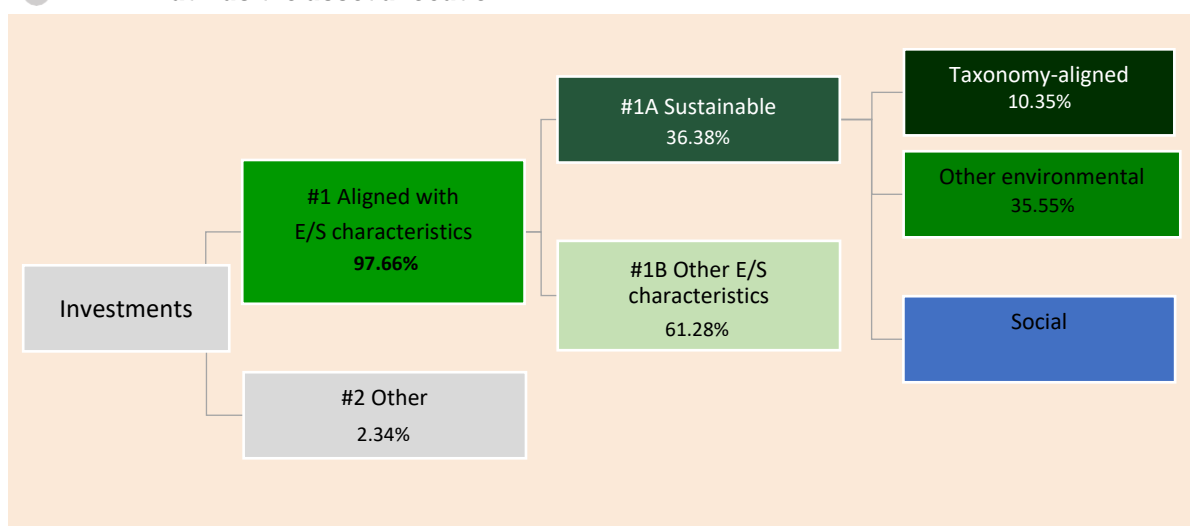 Investments
#1 Aligned with
E/S characteristics
97.66%
#2 Other
2.34%
#1A Sustainable
36.38%
#1B Other E/S
characteristics
61.28%
Taxonomy-aligned
10.35%
Other environmental
35.55%
Social